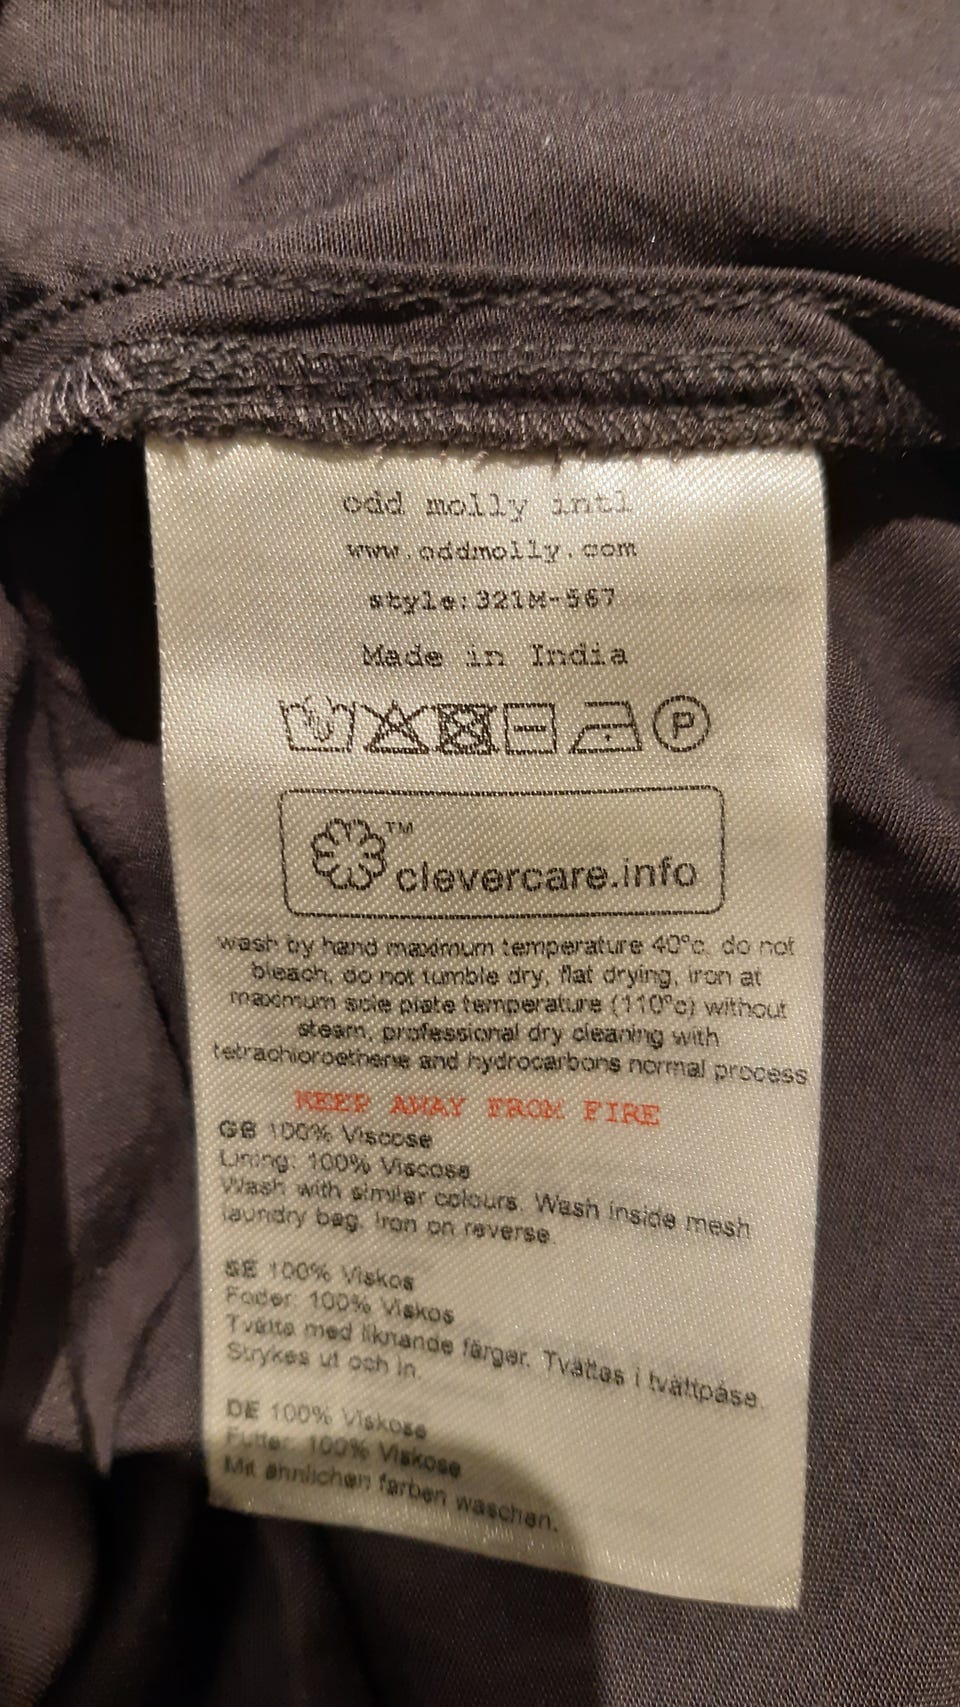 odd molly intl
www.oddmolly.com
style:321M-567
Made in India
P
TM
clevercare.info
wash by hand maximum temperature 40°c, do not
bleach, do not tumble dry, flat drying, iron at
maximum sole plate temperature (110°c) without
steam, professional dry cleaning with
tetrachloroethene and hydrocarbons normal process
KEEP AWAY FROM FIRE
GB 100% Viscose
Lining: 100% Viscose
Wash with similar colours. Wash inside mesh
laundry bag. Iron on reverse.
SE 100% Viskos
Foder: 100% Viskos
Tvätta med liknande färger. Tvättas i tvättpåse.
Strykes ut och in.
DE 100% Viskose
Futter: 100% Viskose
Mit ähnlichen farben waschen.